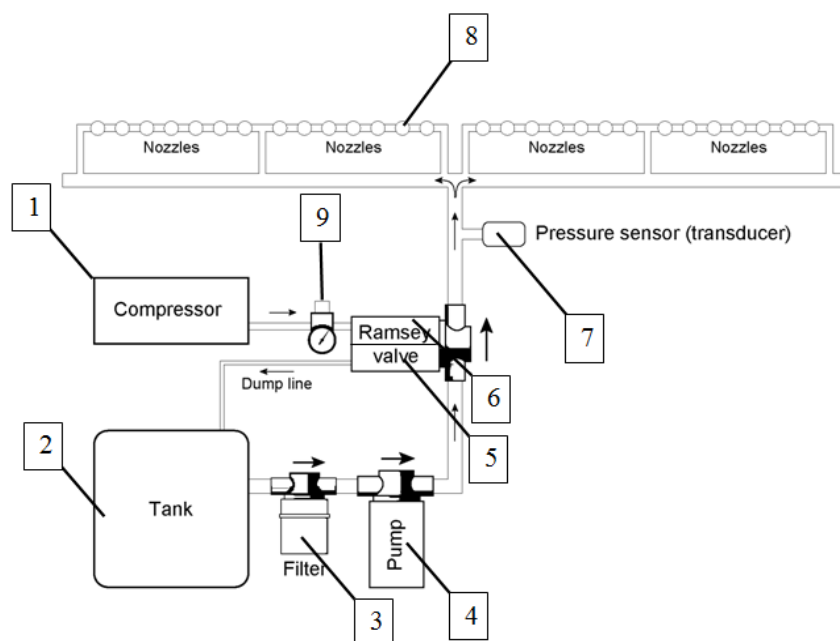 8
Nozzles Nozzles Nozzles Nozzles
1
9
Pressure sensor (transducer)
Compressor
7
Ramsey
valve
Dump line
6
2
5
Tank
Filter
Pump
3
4